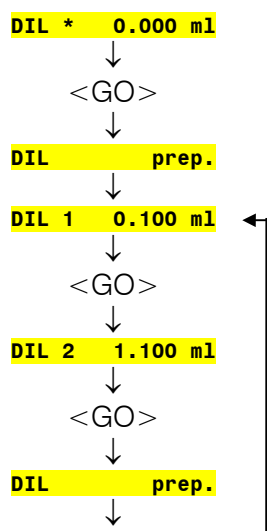 DIL * 0.000 ml
<GO>
DIL prep.
DIL 1 0.100 ml
<GO>
DIL 2 1.100 ml
<GO>
DIL prep.